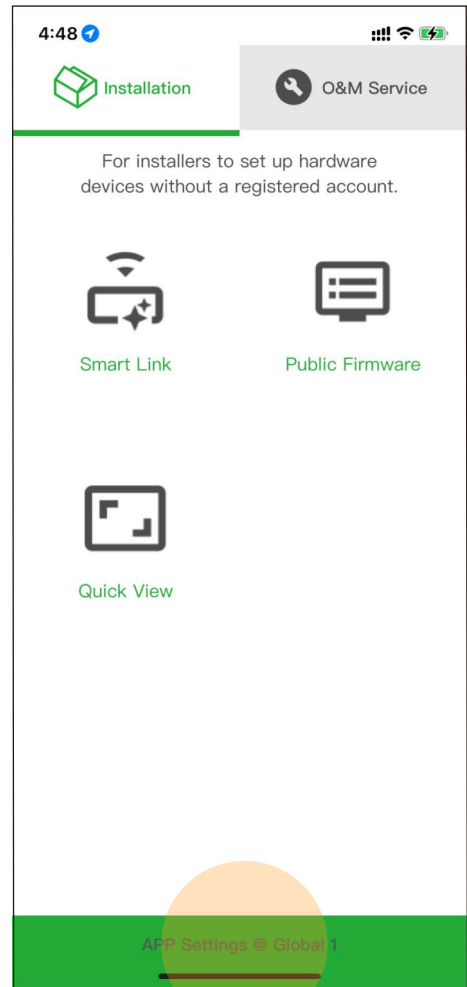 4:48
Installation
O&M Service
For installers to set up hardware
devices without a registered account.
Smart Link
Public Firmware
Quick View
APP Settings @ Global 1